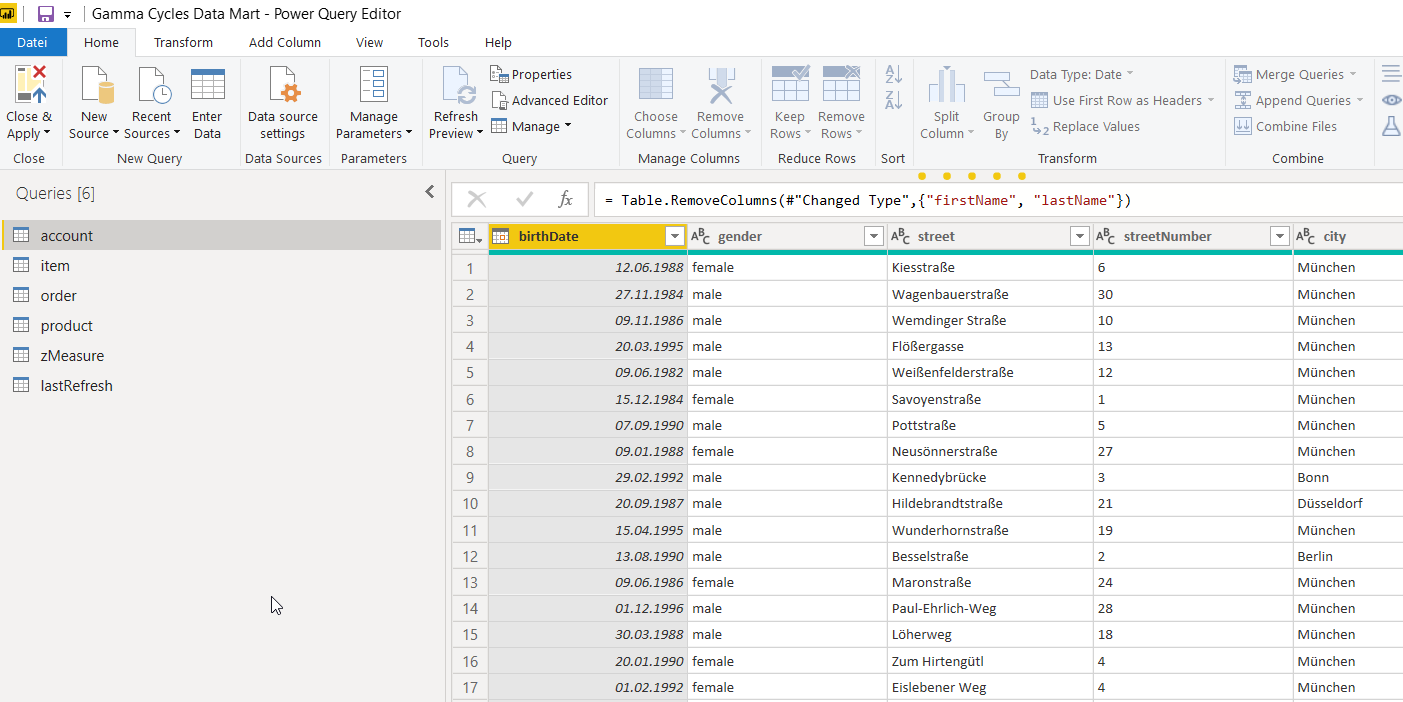 Gamma Cycles Data Mart - Power Query Editor
Datei Home Transform Add Column View Tools Help
Close & Apply
New Source
Recent Sources
Enter Data
Data source settings
Manage Parameters
Refresh Preview
Properties
Advanced Editor
Manage
Choose Columns
Remove Columns
Keep Rows
Remove Rows
Split Column
Group By
Data Type: Date
Use First Row as Headers
Replace Values
Merge Queries
Append Queries
Combine Files
Close New Query Data Sources Parameters Query Manage Columns Reduce Rows Sort Transform Combine
Queries [6]
account
item
order
product
zMeasure
lastRefresh
fx = Table.RemoveColumns(#"Changed Type",{"firstName", "lastName"})
birthDate ABC gender ABC street ABC streetNumber ABC city
1 12.06.1988 female Kiesstraße 6 München
2 27.11.1984 male Wagenbauerstraße 30 München
3 09.11.1986 male Wemdinger Straße 10 München
4 20.03.1995 male Flößergasse 13 München
5 09.06.1982 male Weißenfelderstraße 12 München
6 15.12.1984 female Savoyenstraße 1 München
7 07.09.1990 male Pottstraße 5 München
8 09.01.1988 female Neusönnerstraße 27 München
9 29.02.1992 male Kennedybrücke 3 Bonn
10 20.09.1987 male Hildebrandtstraße 21 Düsseldorf
11 15.04.1995 male Wunderhornstraße 19 München
12 13.08.1990 male Besselstraße 2 Berlin
13 09.06.1986 female Maronstraße 24 München
14 01.12.1996 male Paul-Ehrlich-Weg 28 München
15 30.03.1988 male Löherweg 18 München
16 20.01.1990 female Zum Hirtengütl 4 München
17 01.02.1992 female Eislebener Weg 4 München